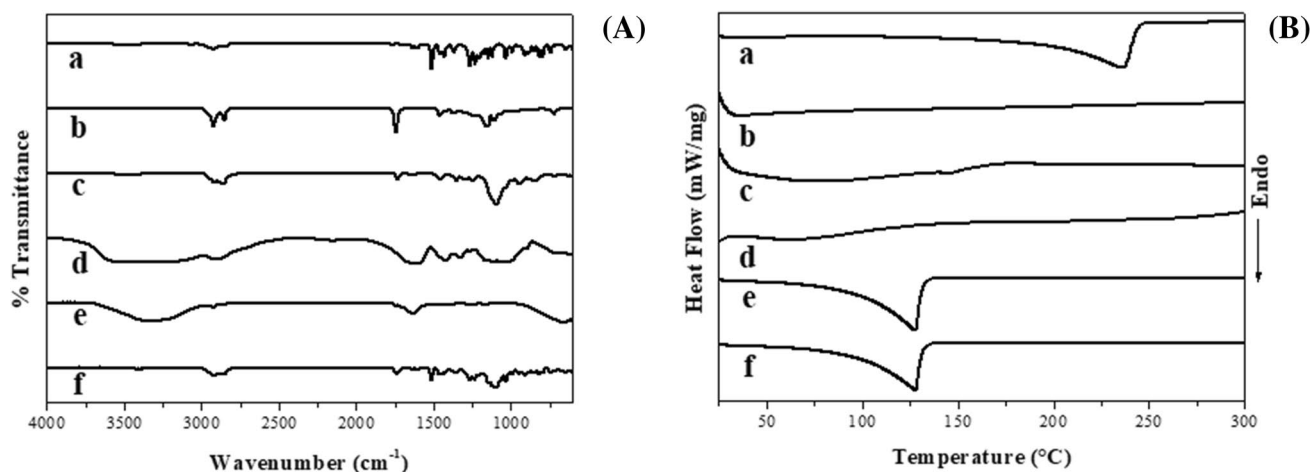 (A)
% Transmittance
a
b
c
d
e
f
4000 3500 3000 2500 2000 1500 1000
Wavenumber (cm⁻¹)
(B)
Heat Flow (mW/mg)
a
b
c
d
e
f
Endo
50 100 150 200 250 300
Temperature (°C)